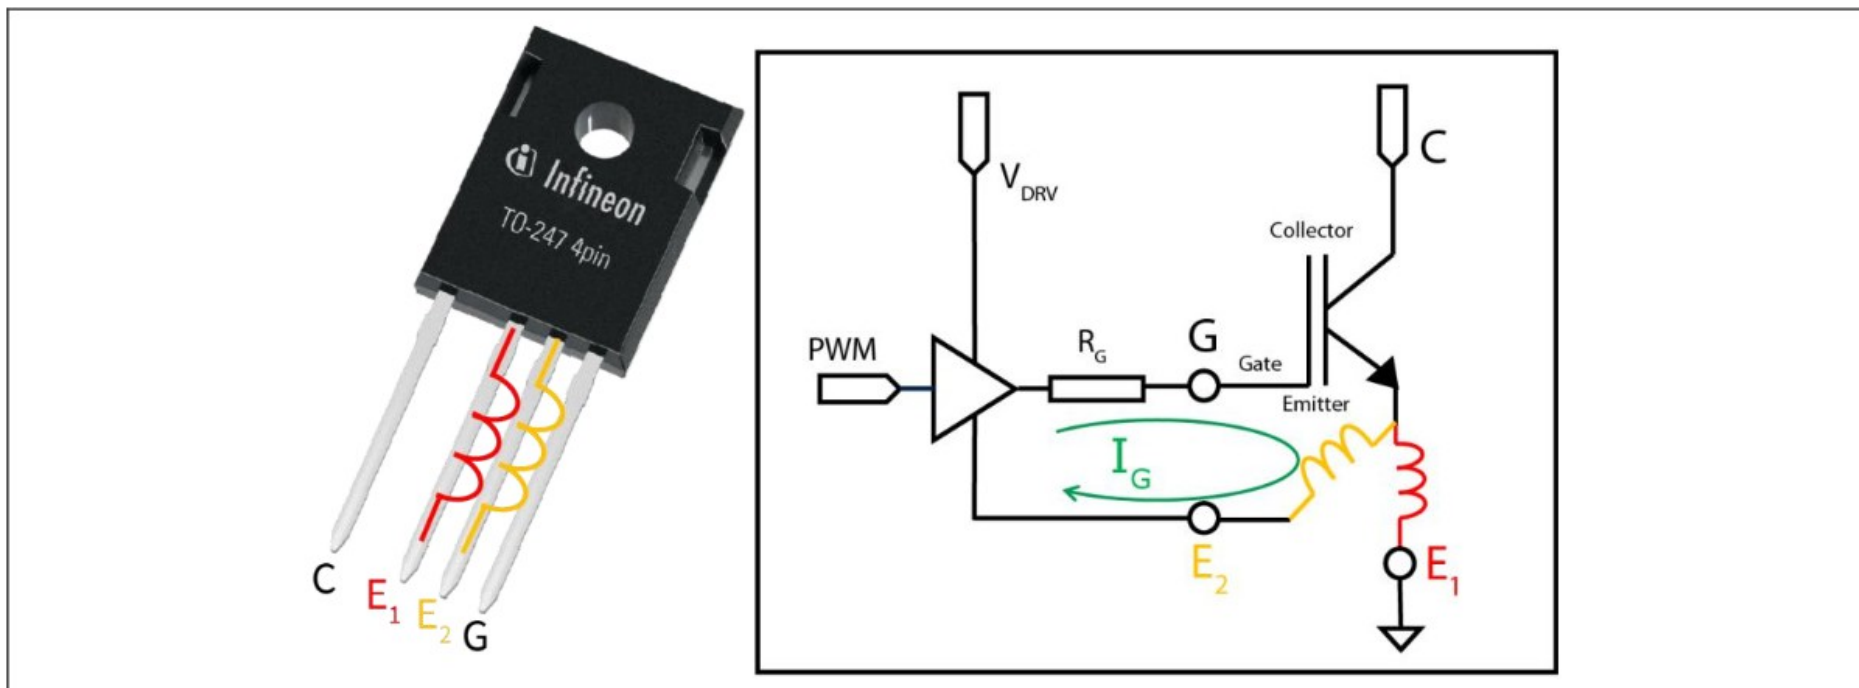 Infineon
TO-247 4pin
C
E1
E2
G
VDRV
C
Collector
PWM
RG
G
Gate
Emitter
IG
E2
E1